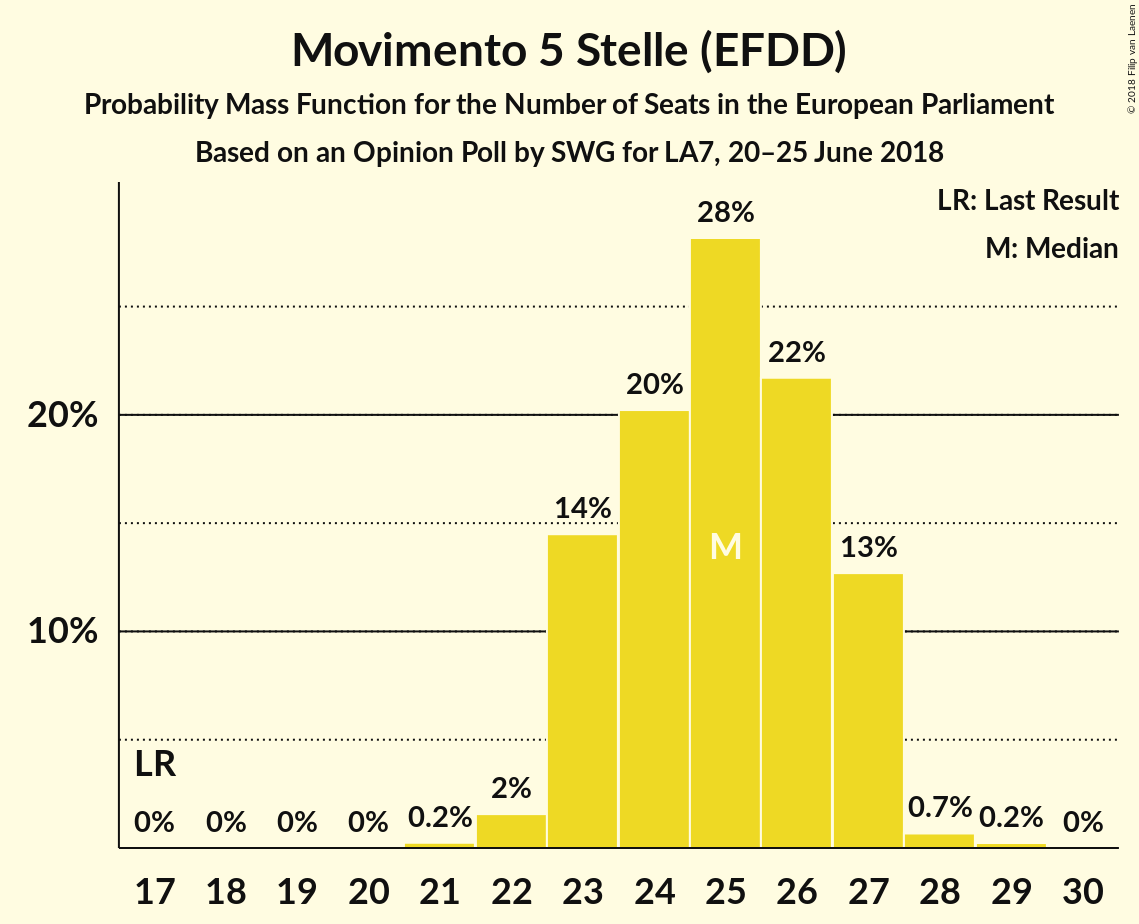 Movimento 5 Stelle (EFDD)
Probability Mass Function for the Number of Seats in the European Parliament
Based on an Opinion Poll by SWG for LA7, 20–25 June 2018
© 2018 Filip van Laenen
LR: Last Result
M: Median
28%
22%
20%
20%
14%
13%
M
10%
LR
2%
0% 0% 0% 0% 0.2% 0.7% 0.2% 0%
17 18 19 20 21 22 23 24 25 26 27 28 29 30